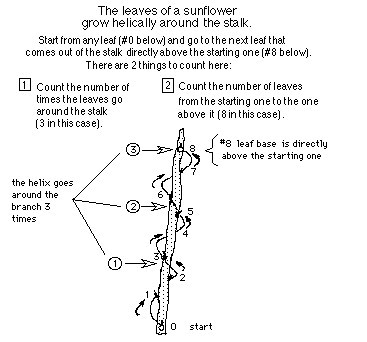 The leaves of a sunflower
grow helically around the stalk.
Start from any leaf (#0 below) and go to the next leaf that
comes out of the stalk directly above the starting one (#8 below).
There are 2 things to count here:
1 Count the number of
times the leaves go
around the stalk
(3 in this case).
2 Count the number of leaves
from the starting one to the one
above it (8 in this case).
3
8
#8 leaf base is directly
above the starting one
7
the helix goes
around the
branch 3
times
6
2
5
4
3
1
2
1
0 start